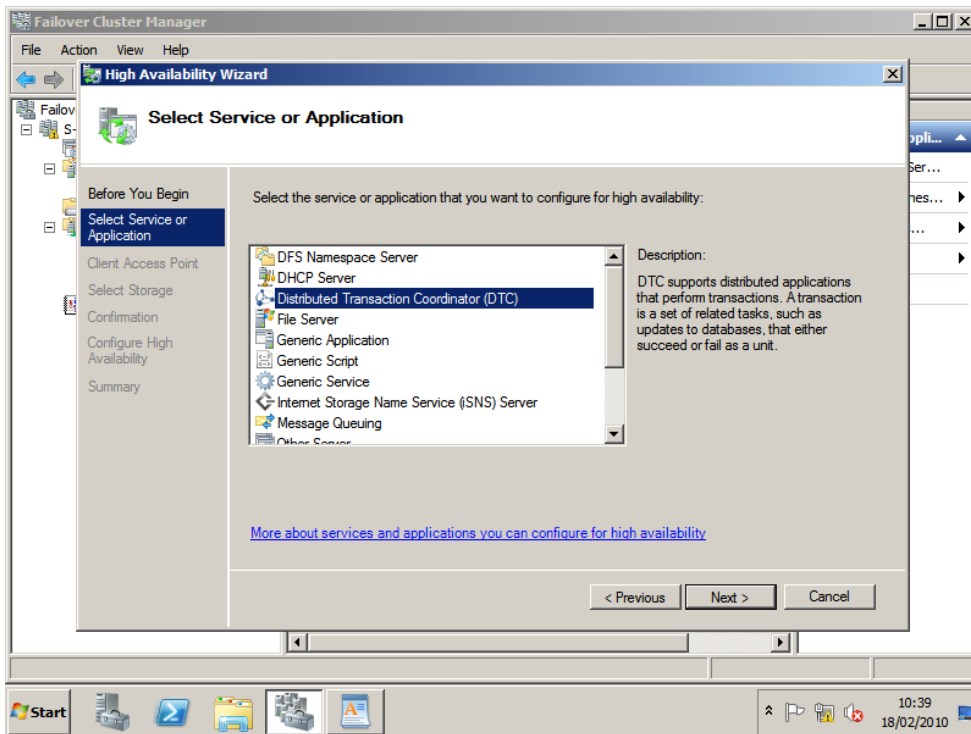 Failover Cluster Manager
File Action View Help
High Availability Wizard
Select Service or Application
Failov
S-
Before You Begin
Select Service or
Application
Client Access Point
Select Storage
Confirmation
Configure High
Availability
Summary
Select the service or application that you want to configure for high availability:
DFS Namespace Server
DHCP Server
Distributed Transaction Coordinator (DTC)
File Server
Generic Application
Generic Script
Generic Service
Internet Storage Name Service (iSNS) Server
Message Queuing
Other Server
Description:
DTC supports distributed applications
that perform transactions. A transaction
is a set of related tasks, such as
updates to databases, that either
succeed or fail as a unit.
More about services and applications you can configure for high availability
< Previous Next > Cancel
ppli...
Ser...
nes...
...
Start
10:39
18/02/2010